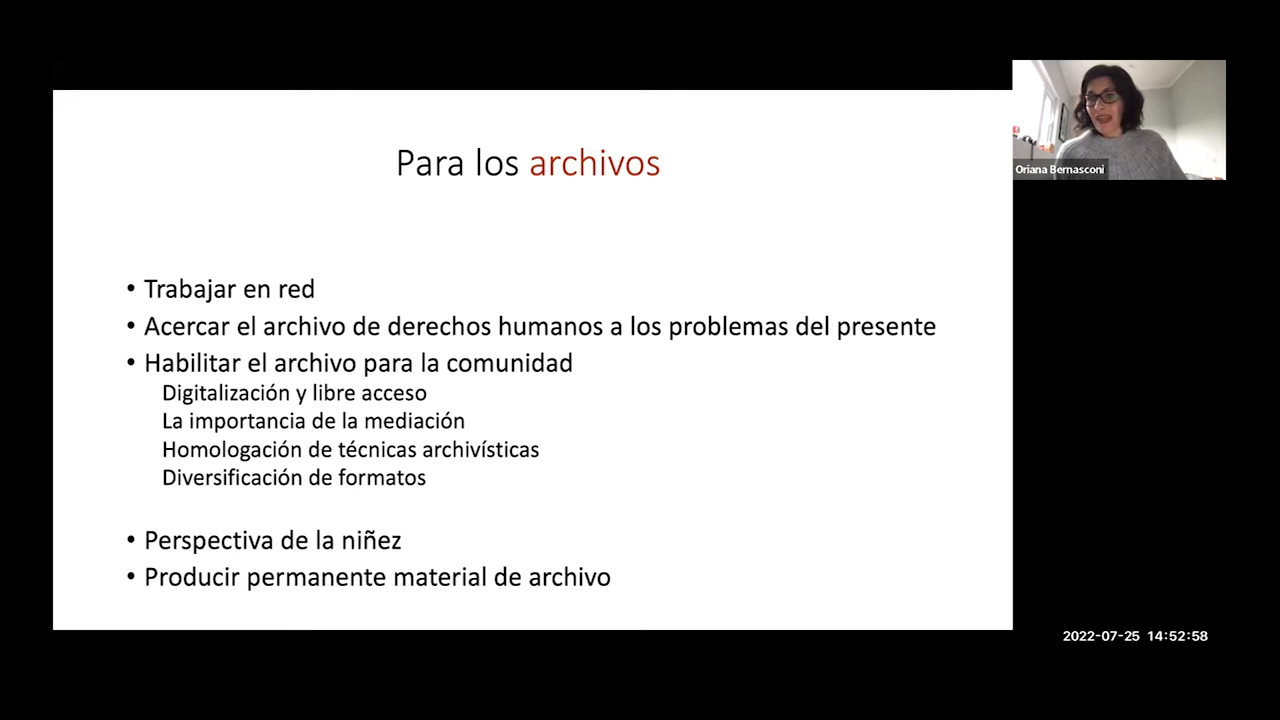 Para los archivos
Oriana Bernasconi
• Trabajar en red
• Acercar el archivo de derechos humanos a los problemas del presente
• Habilitar el archivo para la comunidad
Digitalización y libre acceso
La importancia de la mediación
Homologación de técnicas archivísticas
Diversificación de formatos
• Perspectiva de la niñez
• Producir permanente material de archivo
2022-07-25 14:52:58